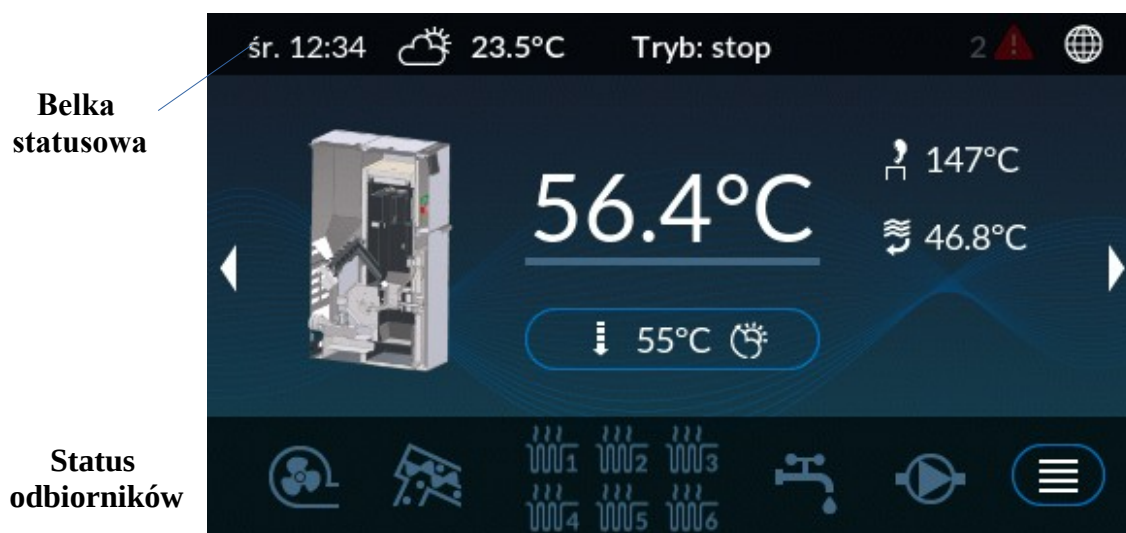 śr. 12:34 23.5°C Tryb: stop 2
Belka
statusowa
56.4°C
147°C
46.8°C
55°C
Status
odbiorników
1 2 3
4 5 6